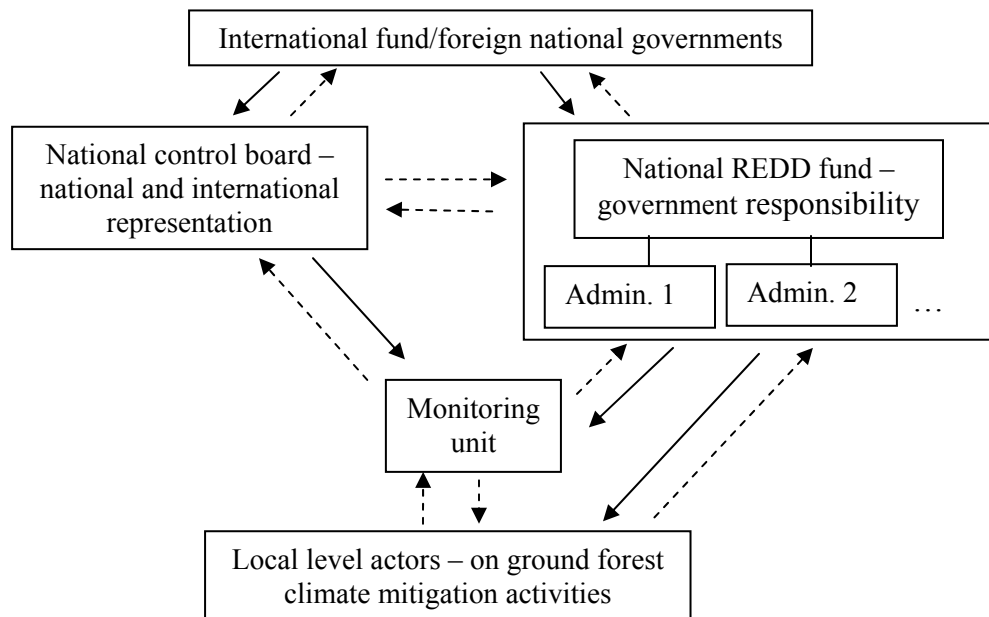 International fund/foreign national governments
National control board –
national and international
representation
National REDD fund –
government responsibility
Admin. 1
Admin. 2
…
Monitoring
unit
Local level actors – on ground forest
climate mitigation activities